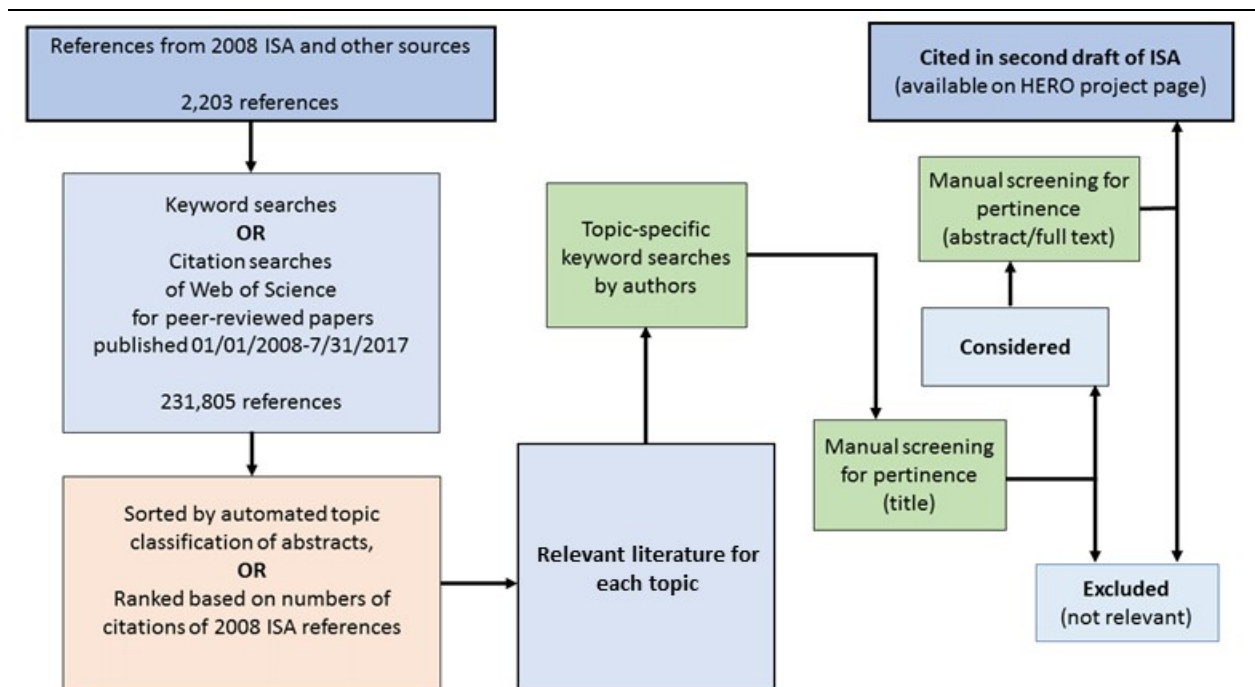 References from 2008 ISA and other sources
2,203 references
Keyword searches
OR
Citation searches
of Web of Science
for peer-reviewed papers
published 01/01/2008-7/31/2017
231,805 references
Sorted by automated topic
classification of abstracts,
OR
Ranked based on numbers of
citations of 2008 ISA references
Relevant literature for
each topic
Topic-specific
keyword searches
by authors
Manual screening
for pertinence
(title)
Considered
Manual screening for
pertinence
(abstract/full text)
Cited in second draft of ISA
(available on HERO project page)
Excluded
(not relevant)